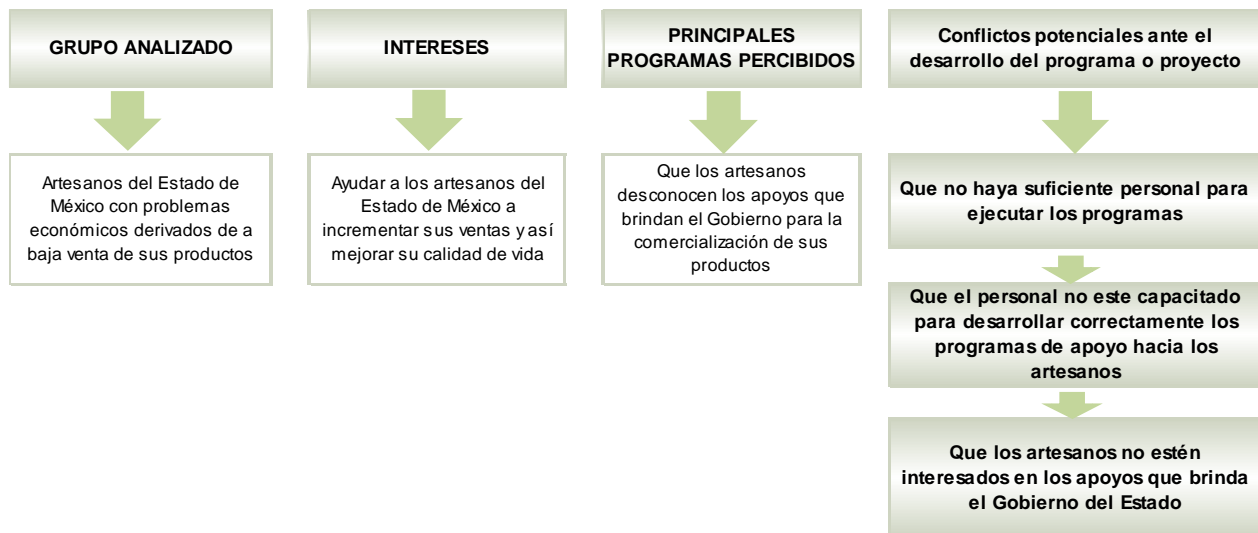 GRUPO ANALIZADO
Artesanos del Estado de
México con problemas
económicos derivados de a
baja venta de sus productos
INTERESES
Ayudar a los artesanos del
Estado de México a
incrementar sus ventas y así
mejorar su calidad de vida
PRINCIPALES
PROGRAMAS PERCIBIDOS
Que los artesanos
desconocen los apoyos que
brindan el Gobierno para la
comercialización de sus
productos
Conflictos potenciales ante el
desarrollo del programa o proyecto
Que no haya suficiente personal para
ejecutar los programas
Que el personal no este capacitado
para desarrollar correctamente los
programas de apoyo hacia los
artesanos
Que los artesanos no estén
interesados en los apoyos que brinda
el Gobierno del Estado